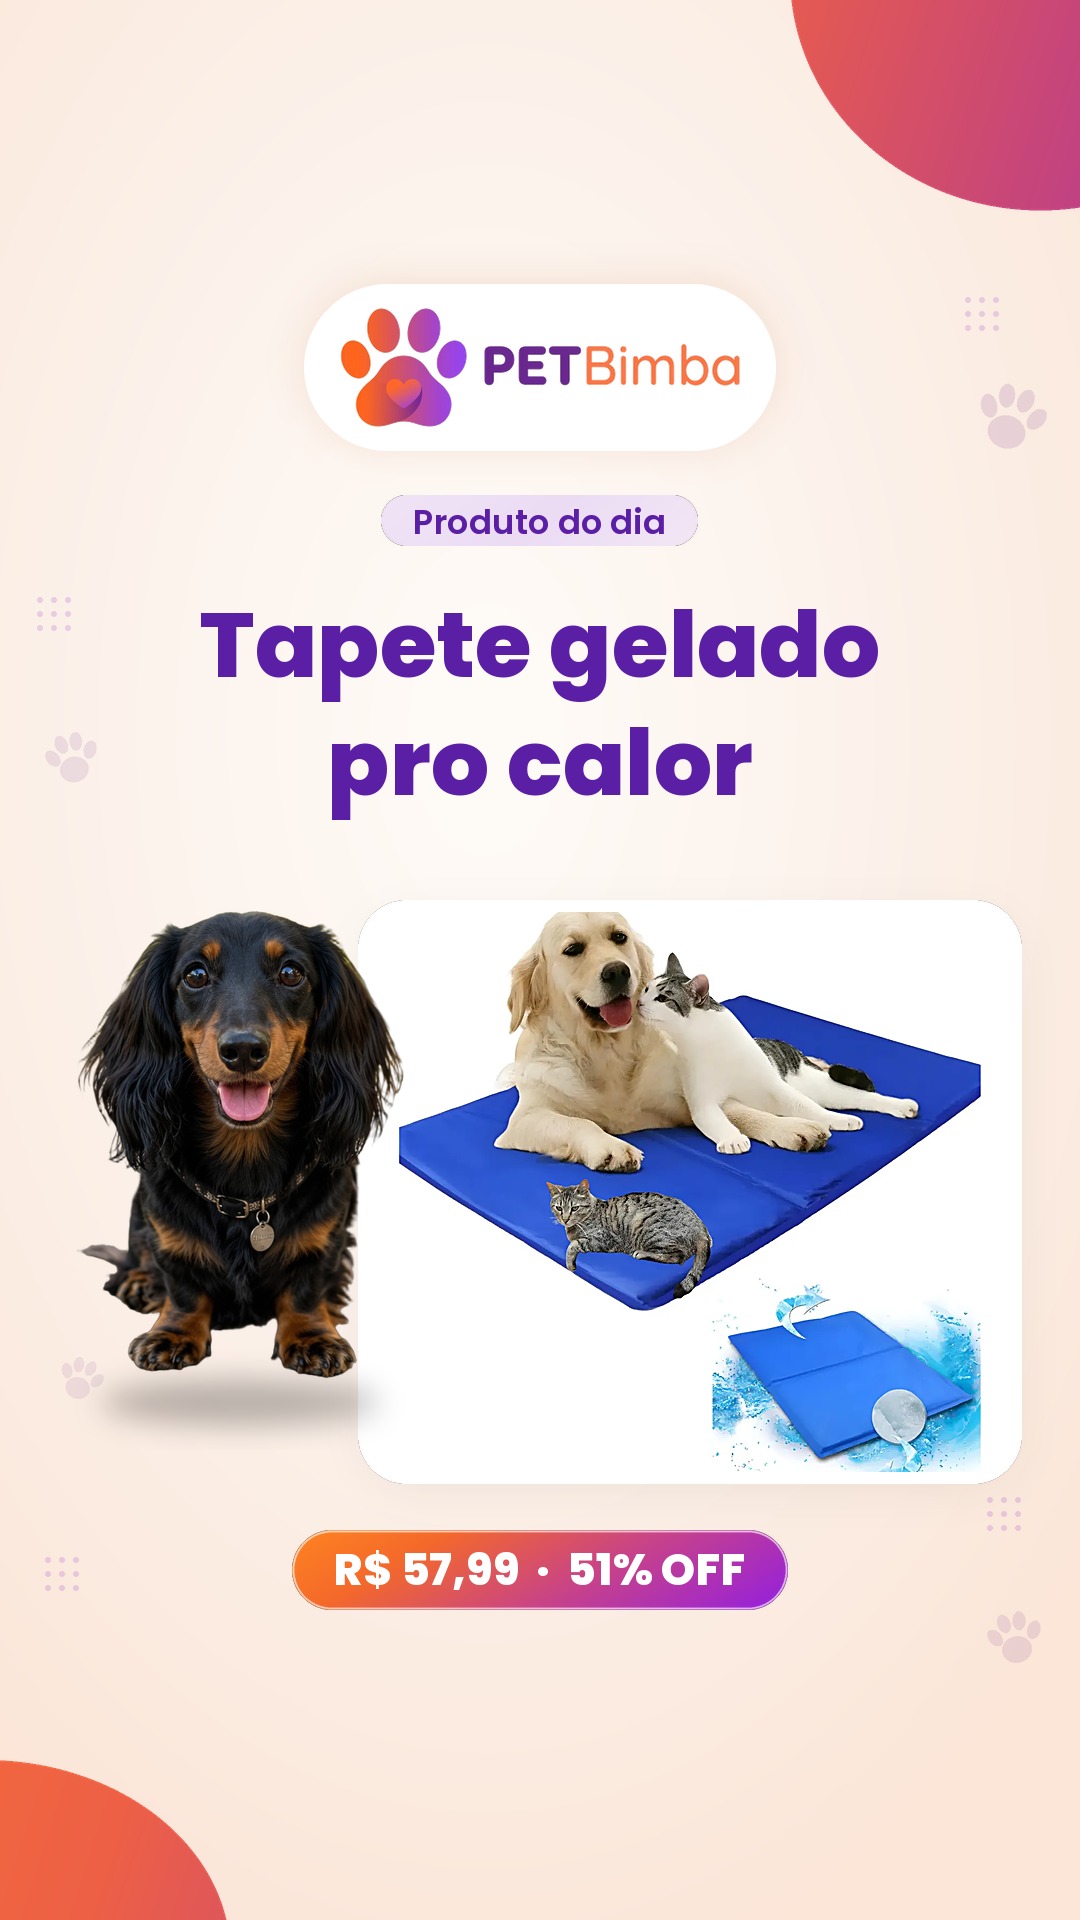 PETBimba
Produto do dia
Tapete gelado
pro calor
R$ 57,99 · 51% OFF